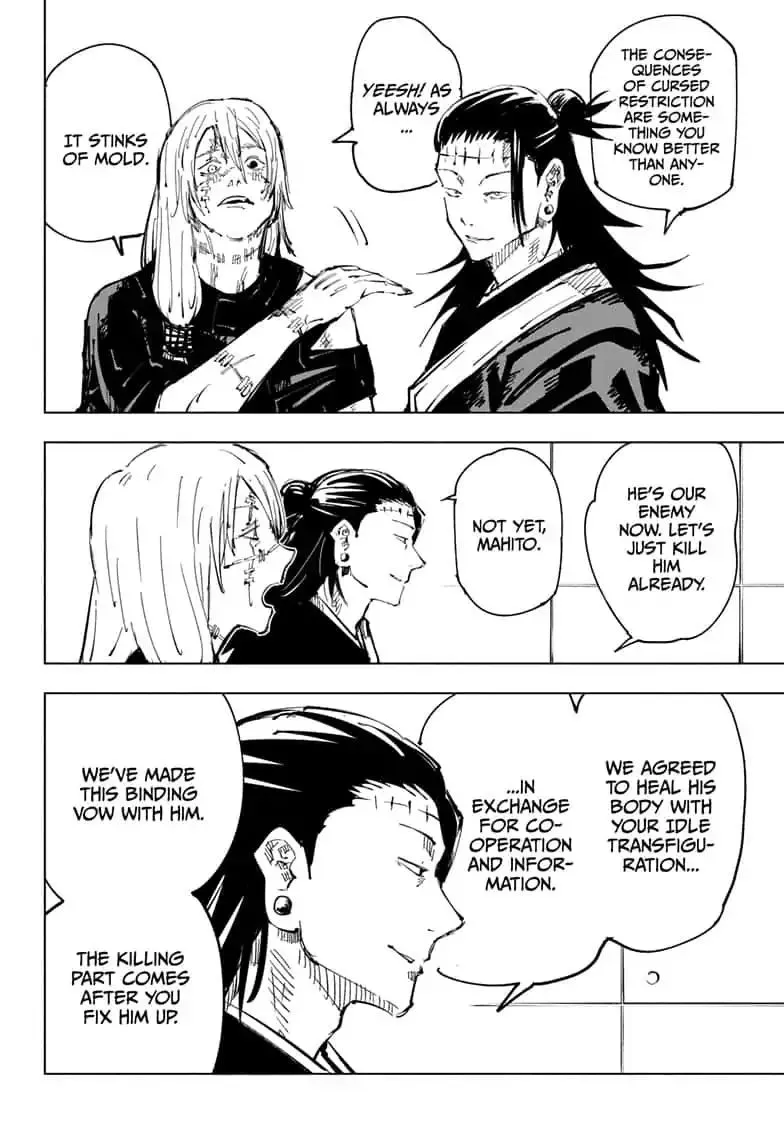 THE CONSE-
QUENCES
OF CURSED
RESTRICTION
ARE SOME-
THING YOU
KNOW BETTER
THAN ANY-
ONE.
YEESH! AS
ALWAYS
...
IT STINKS
OF MOLD.
HE'S OUR
ENEMY
NOW. LET'S
JUST KILL
HIM
ALREADY.
NOT YET,
MAHITO.
WE AGREED
TO HEAL HIS
BODY WITH
YOUR IDLE
TRANSFIGU-
RATION...
...IN
EXCHANGE
FOR CO-
OPERATION
AND INFOR-
MATION.
WE'VE MADE
THIS BINDING
VOW WITH HIM.
THE KILLING
PART COMES
AFTER YOU
FIX HIM UP.